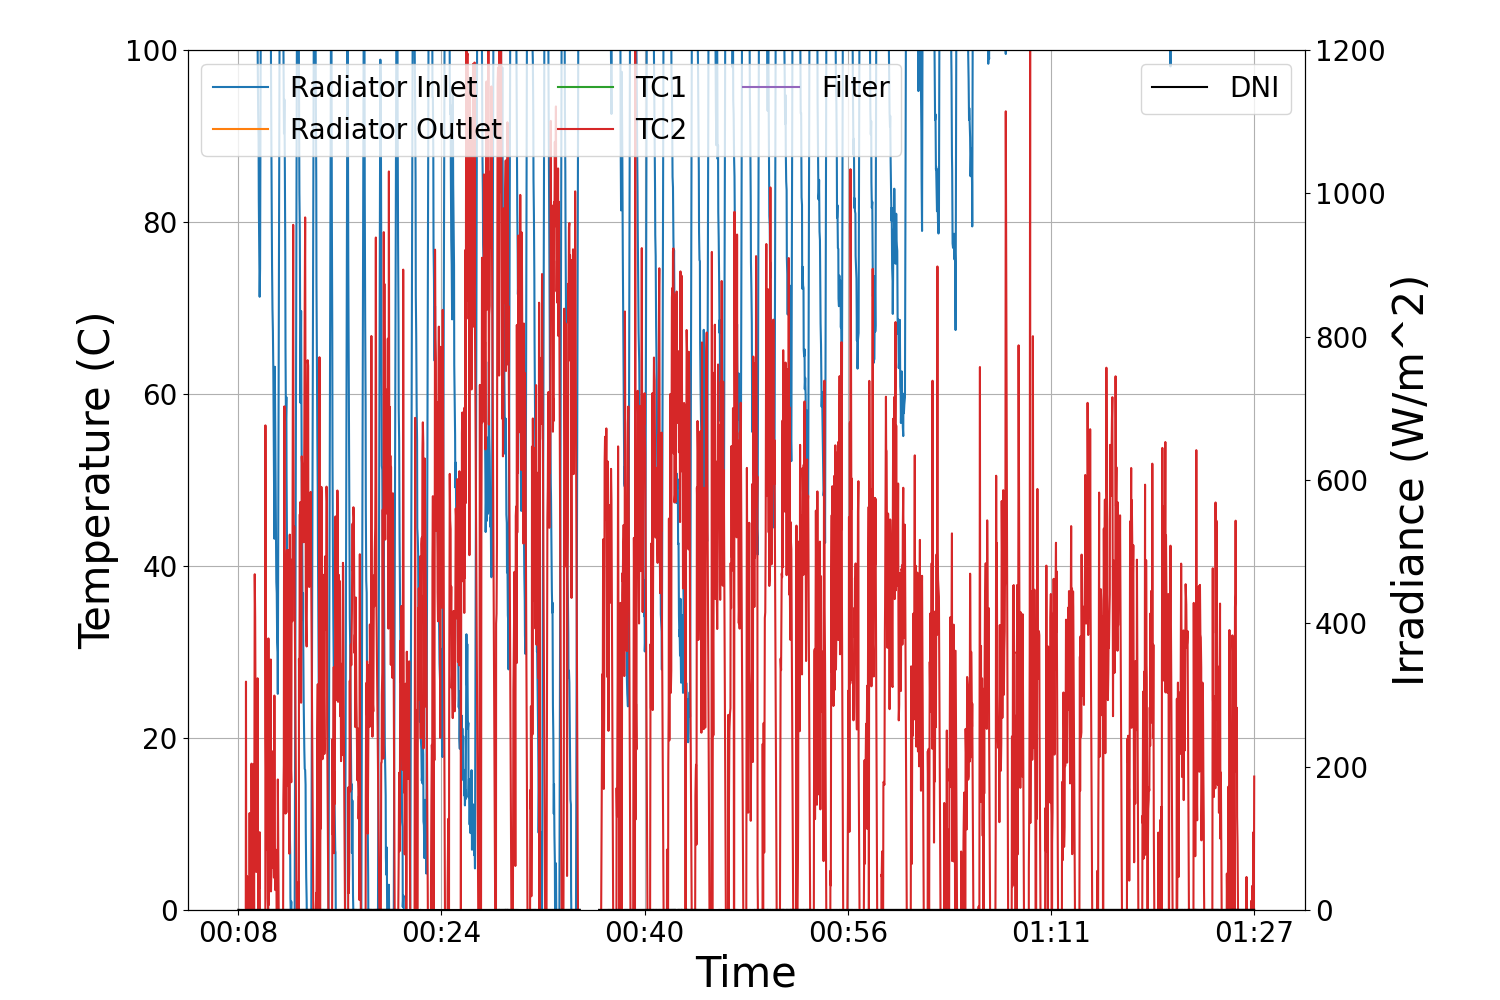 Radiator Inlet
Radiator Outlet
TC1
TC2
Filter
DNI
Temperature (C)
100
80
60
40
20
0
1200
1000
800
600
400
200
0
Irradiance (W/m^2)
00:08 00:24 00:40 00:56 01:11 01:27
Time